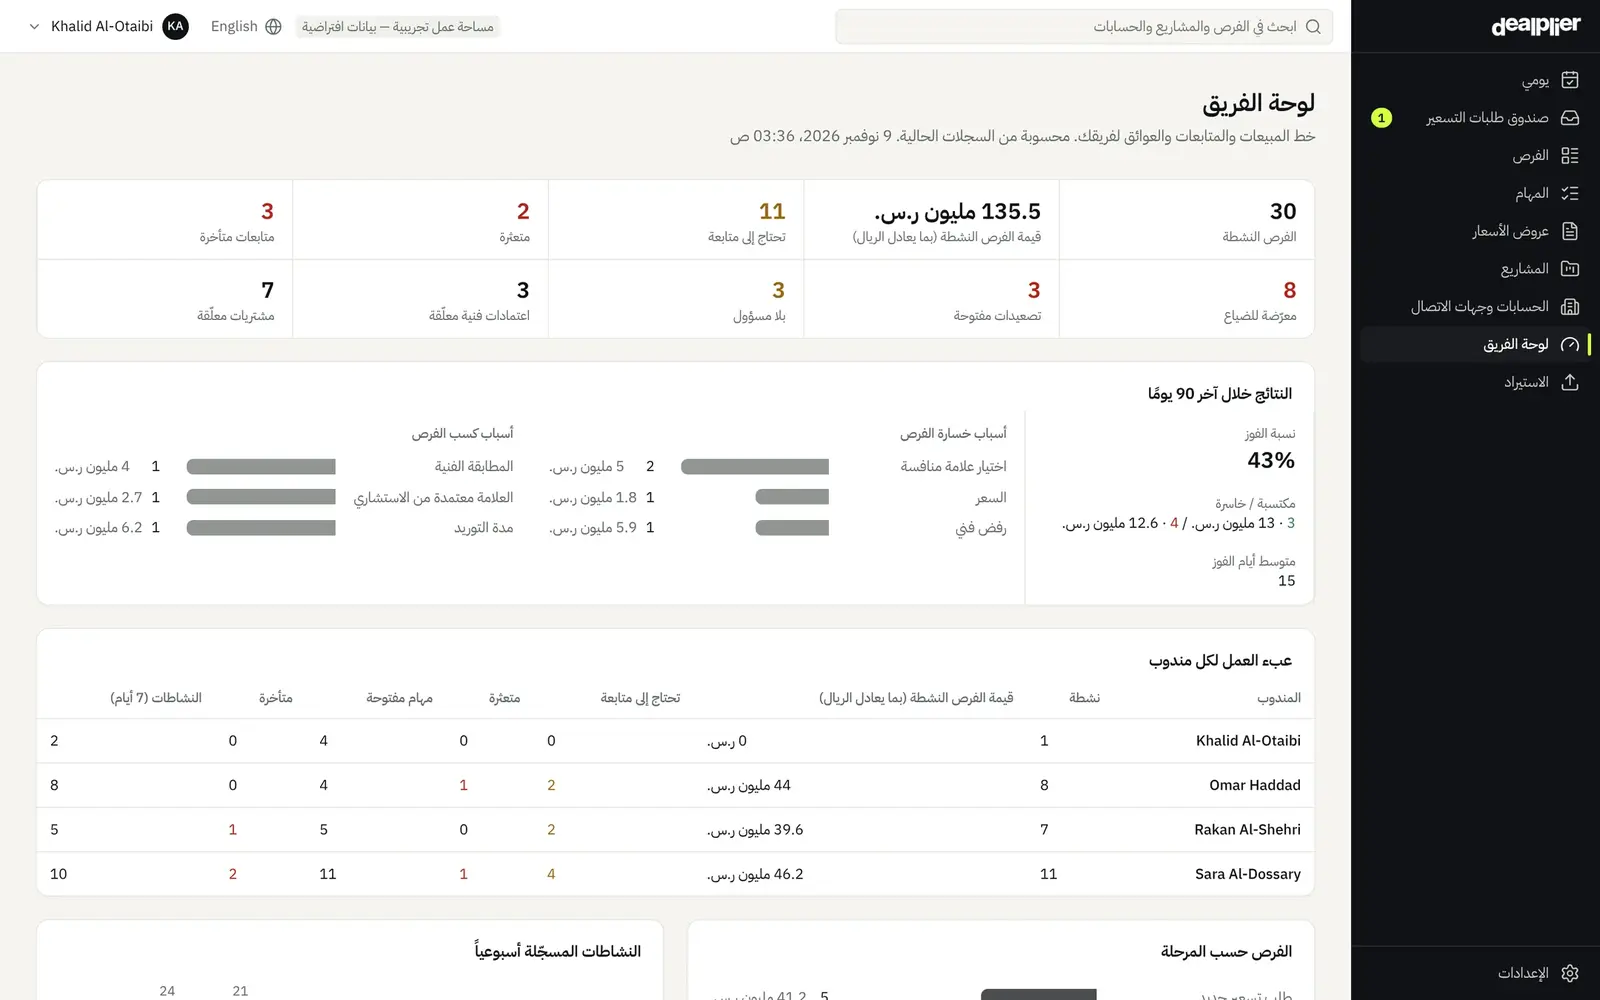 dealplier
يومي
صندوق طلبات التسعير 1
الفرص
المهام
عروض الأسعار
المشاريع
الحسابات وجهات الاتصال
لوحة الفريق
الاستيراد
الإعدادات
ابحث في الفرص والمشاريع والحسابات
مساحة عمل تجريبية — بيانات افتراضية
English
KA Khalid Al-Otaibi
لوحة الفريق
خط المبيعات والمتابعات والعوائق لفريقك. محسوبة من السجلات الحالية. 9 نوفمبر 2026، 03:36 ص
30
الفرص النشطة
135.5 مليون ر.س.
قيمة الفرص النشطة (بما يعادل الريال)
11
تحتاج إلى متابعة
2
متعثرة
3
متابعات متأخرة
8
معرّضة للضياع
3
تصعيدات مفتوحة
3
بلا مسؤول
3
اعتمادات فنية معلّقة
7
مشتريات معلّقة
النتائج خلال آخر 90 يومًا
نسبة الفوز
43%
مكتسبة / خاسرة
3 · 13 مليون ر.س. / 4 · 12.6 مليون ر.س.
متوسط أيام الفوز
15
أسباب خسارة الفرص
اختيار علامة منافسة 2 5 مليون ر.س.
السعر 1 1.8 مليون ر.س.
رفض فني 1 5.9 مليون ر.س.
أسباب كسب الفرص
المطابقة الفنية 1 4 مليون ر.س.
العلامة معتمدة من الاستشاري 1 2.7 مليون ر.س.
مدة التوريد 1 6.2 مليون ر.س.
عبء العمل لكل مندوب
المندوب نشطة قيمة الفرص النشطة (بما يعادل الريال) تحتاج إلى متابعة متعثرة مهام مفتوحة متأخرة النشاطات (7 أيام)
Khalid Al-Otaibi 1 0 ر.س. 0 0 4 0 2
Omar Haddad 8 44 مليون ر.س. 2 1 4 0 8
Rakan Al-Shehri 7 39.6 مليون ر.س. 2 0 5 1 5
Sara Al-Dossary 11 46.2 مليون ر.س. 4 1 11 2 10
الفرص حسب المرحلة
طلب تسعير جديد 5 41.2 مليون ر.س.
النشاطات المسجّلة أسبوعياً
21
24